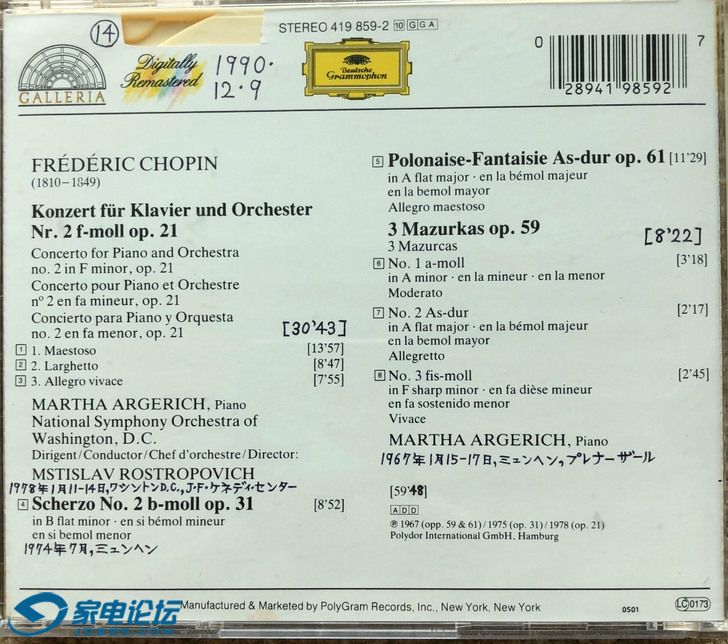 14
GALLERIA
Digitally
Remastered
1990.
12.9
STEREO 419 859-2 10 G G A
Deutsche
Grammophon
0 28941 98592 7
FRÉDÉRIC CHOPIN
(1810–1849)
Konzert für Klavier und Orchester
Nr. 2 f-moll op. 21
Concerto for Piano and Orchestra
no. 2 in F minor, op. 21
Concerto pour Piano et Orchestre
nº 2 en fa mineur, op. 21
Concierto para Piano y Orquesta
no. 2 en fa menor, op. 21 [30'43]
1 1. Maestoso [13'57]
2 2. Larghetto [8'47]
3 3. Allegro vivace [7'55]
MARTHA ARGERICH, Piano
National Symphony Orchestra of
Washington, D.C.
Dirigent/Conductor/Chef d'orchestre/Director:
MSTISLAV ROSTROPOVICH
1978年1月11-14日,ワシントンD.C.,J・F・ケネディ・センター
4 Scherzo No. 2 b-moll op. 31 [8'52]
in B flat minor · en si bémol mineur
en si bemol menor
1974年7月,ミュンヘン
5 Polonaise-Fantaisie As-dur op. 61 [11'29]
in A flat major · en la bémol majeur
en la bemol mayor
Allegro maestoso
3 Mazurkas op. 59 [8'22]
3 Mazurcas
6 No. 1 a-moll [3'18]
in A minor · en la mineur · en la menor
Moderato
7 No. 2 As-dur [2'17]
in A flat major · en la bémol majeur
en la bemol mayor
Allegretto
8 No. 3 fis-moll [2'45]
in F sharp minor · en fa dièse mineur
en fa sostenido menor
Vivace
MARTHA ARGERICH, Piano
1967年1月15-17日,ミュンヘン,プレナーザール
[59'48]
ADD
℗ 1967 (opp. 59 & 61) / 1975 (op. 31) / 1978 (op. 21)
Polydor International GmbH, Hamburg
Manufactured & Marketed by PolyGram Records, Inc., New York, New York
0501
LC 0173
家电论坛